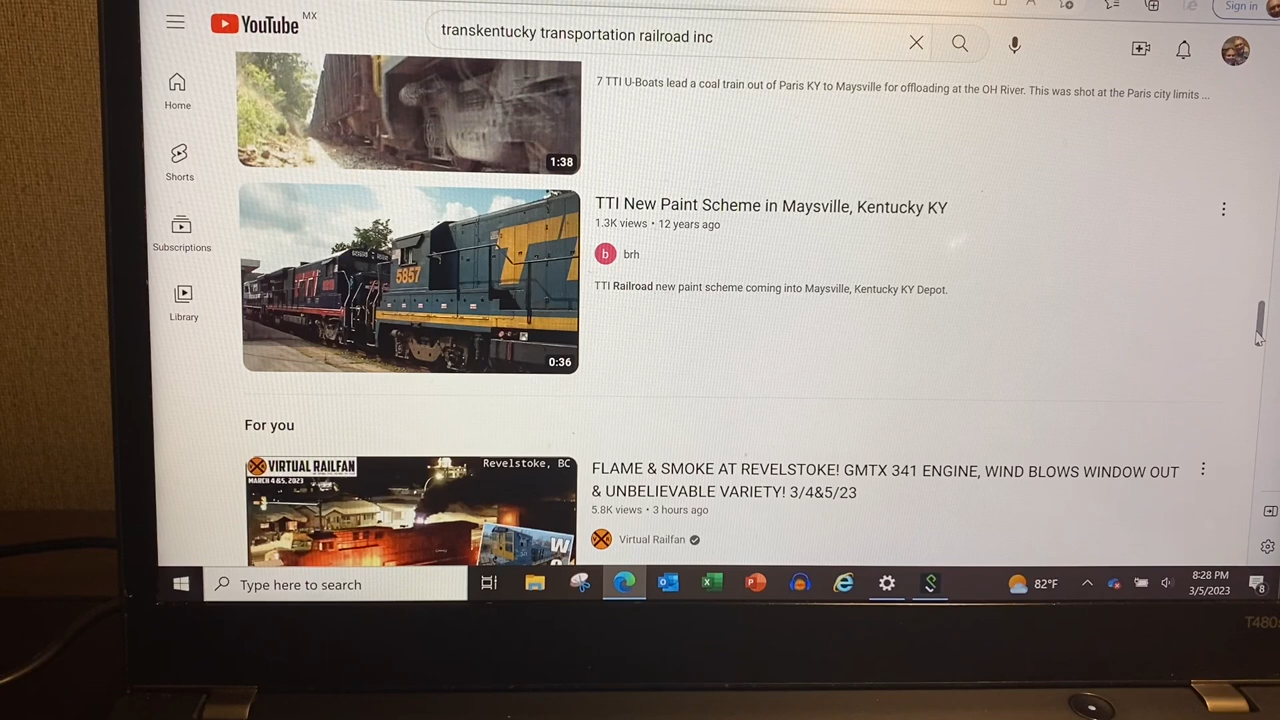 YouTube MX
transkentucky transportation railroad inc
Sign in
Home
Shorts
Subscriptions
Library
7 TTI U-Boats lead a coal train out of Paris KY to Maysville for offloading at the OH River. This was shot at the Paris city limits ...
1:38
TTI New Paint Scheme in Maysville, Kentucky KY
1.3K views • 12 years ago
b brh
TTI Railroad new paint scheme coming into Maysville, Kentucky KY Depot.
5857
TTI
0:36
For you
VIRTUAL RAILFAN
MARCH 4&5, 2023
Revelstoke, BC
W
FLAME & SMOKE AT REVELSTOKE! GMTX 341 ENGINE, WIND BLOWS WINDOW OUT
& UNBELIEVABLE VARIETY! 3/4&5/23
5.8K views • 3 hours ago
Virtual Railfan
Type here to search
82°F
8:28 PM
3/5/2023
8
T480s